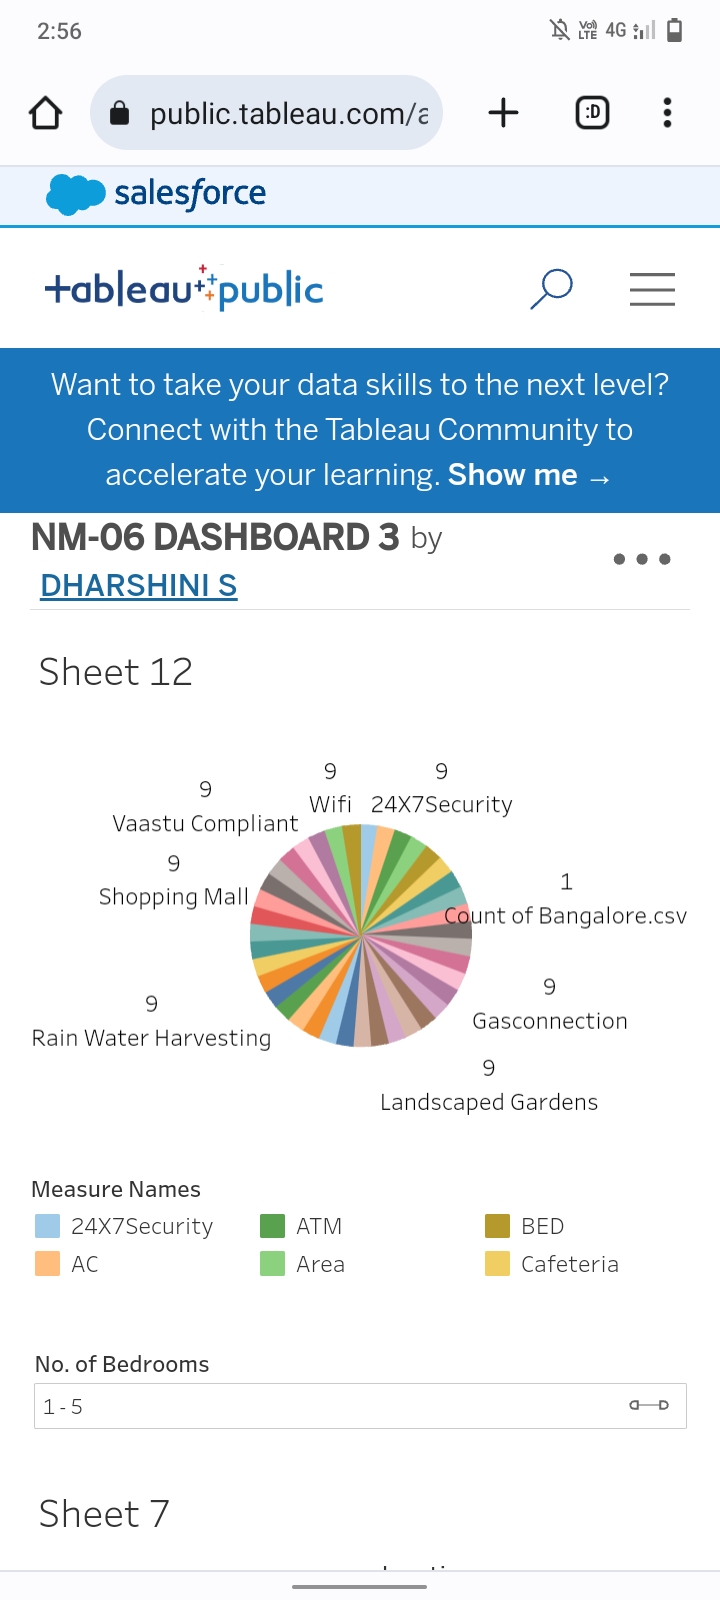 2:56
Vo)) LTE 4G
public.tableau.com/a
:D
salesforce
tableau public
Want to take your data skills to the next level?
Connect with the Tableau Community to
accelerate your learning. Show me →
NM-06 DASHBOARD 3 by
DHARSHINI S
Sheet 12
9
Wifi
9
24X7Security
9
Vaastu Compliant
9
Shopping Mall
1
Count of Bangalore.csv
9
Rain Water Harvesting
9
Gasconnection
9
Landscaped Gardens
Measure Names
24X7Security
ATM
BED
AC
Area
Cafeteria
No. of Bedrooms
1 - 5
Sheet 7